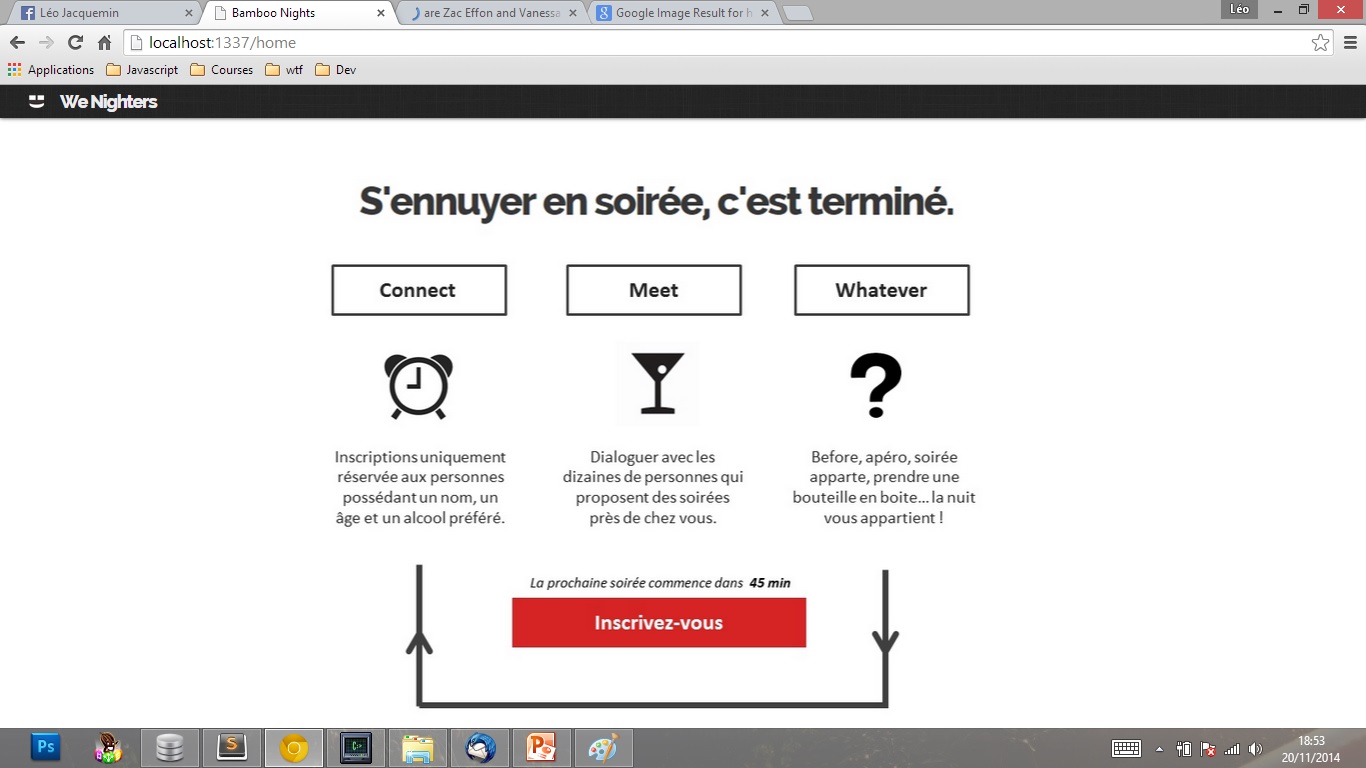 Léo Jacquemin
Bamboo Nights
are Zac Effon and Vanessa
Google Image Result for h
Léo
localhost:1337/home
Applications
Javascript
Courses
wtf
Dev
We Nighters
S'ennuyer en soirée, c'est terminé.
Connect
Meet
Whatever
?
Inscriptions uniquement
réservée aux personnes
possédant un nom, un
âge et un alcool préféré.
Dialoguer avec les
dizaines de personnes qui
proposent des soirées
près de chez vous.
Before, apéro, soirée
apparte, prendre une
bouteille en boite... la nuit
vous appartient !
La prochaine soirée commence dans 45 min
Inscrivez-vous
Ps
18:53
20/11/2014